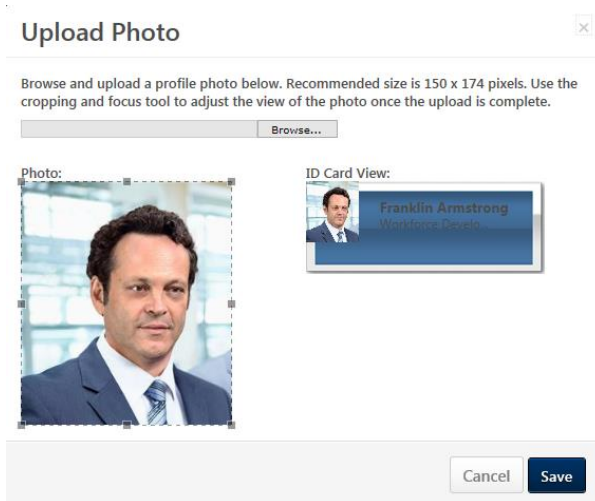 Upload Photo
Browse and upload a profile photo below. Recommended size is 150 x 174 pixels. Use the
cropping and focus tool to adjust the view of the photo once the upload is complete.
Browse...
Photo:
ID Card View:
Franklin Armstrong
Workforce Develo...
Cancel
Save